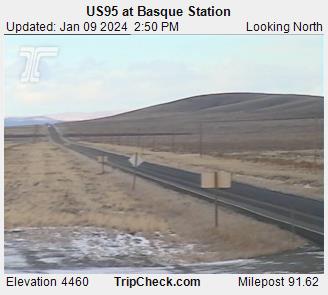 US95 at Basque Station
Updated: Jan 09 2024 2:50 PM Looking North
Elevation 4460 TripCheck.com Milepost 91.62